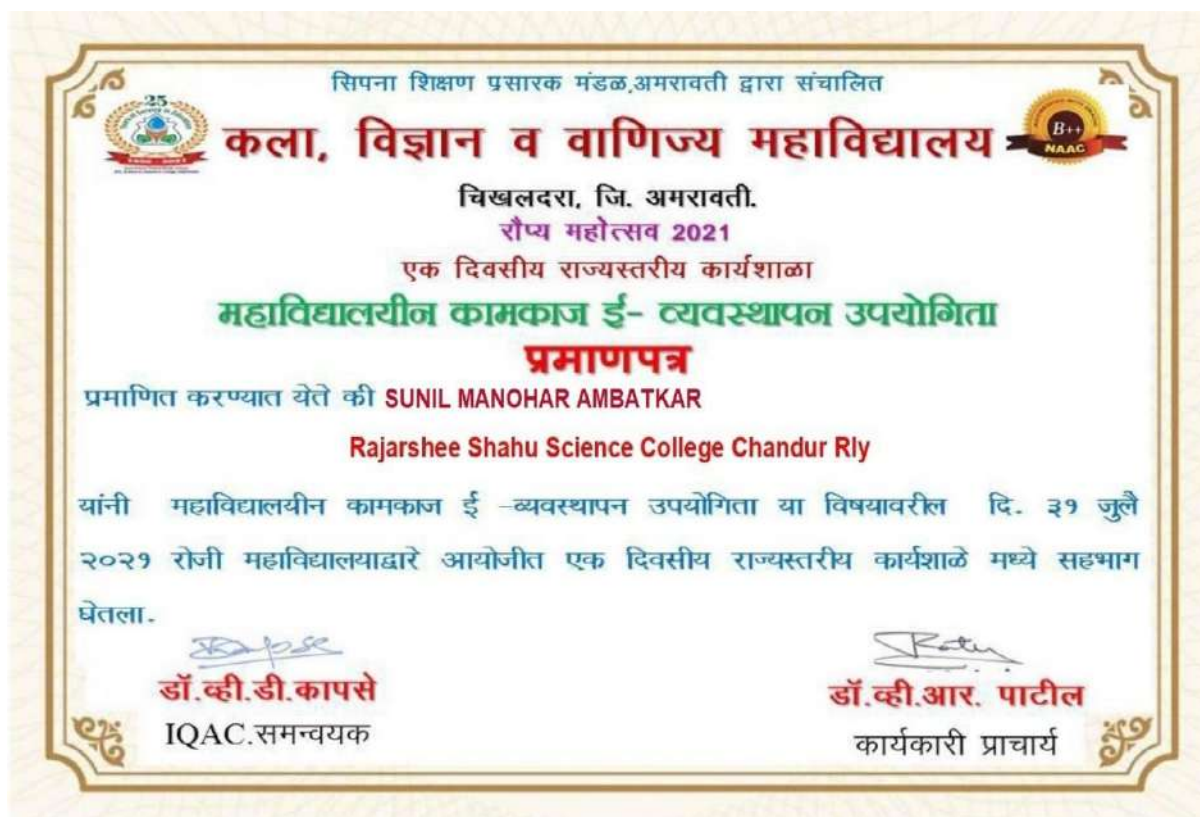 सिपना शिक्षण प्रसारक मंडळ,अमरावती द्वारा संचालित
25
कला, विज्ञान व वाणिज्य महाविद्यालय
B++
NAAC
चिखलदरा, जि. अमरावती.
रौप्य महोत्सव 2021
एक दिवसीय राज्यस्तरीय कार्यशाळा
महाविद्यालयीन कामकाज ई- व्यवस्थापन उपयोगिता
प्रमाणपत्र
प्रमाणित करण्यात येते की SUNIL MANOHAR AMBATKAR
Rajarshee Shahu Science College Chandur Rly
यांनी महाविद्यालयीन कामकाज ई -व्यवस्थापन उपयोगिता या विषयावरील दि. ३१ जुलै
२०२१ रोजी महाविद्यालयाद्वारे आयोजीत एक दिवसीय राज्यस्तरीय कार्यशाळे मध्ये सहभाग
घेतला.
डॉ.व्ही.डी.कापसे
IQAC.समन्वयक
डॉ.व्ही.आर. पाटील
कार्यकारी प्राचार्य